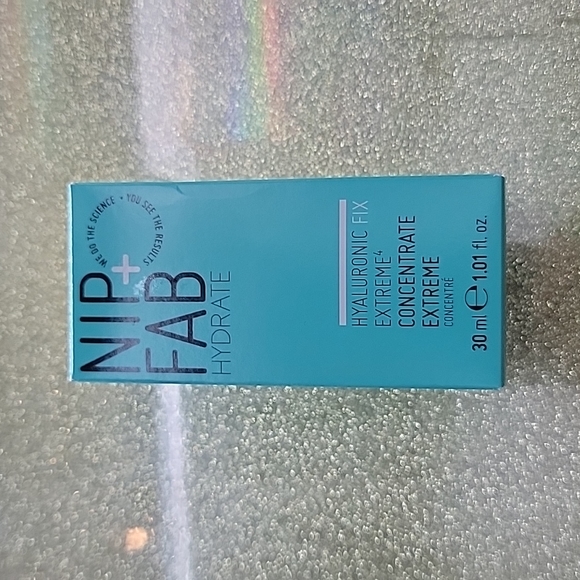 WE DO THE SCIENCE • YOU SEE THE RESULTS
NIP+
FAB
HYDRATE
HYALURONIC FIX
EXTREME⁴
CONCENTRATE
EXTREME
CONCENTRÉ
30 ml ℮ 1.01 fl. oz.